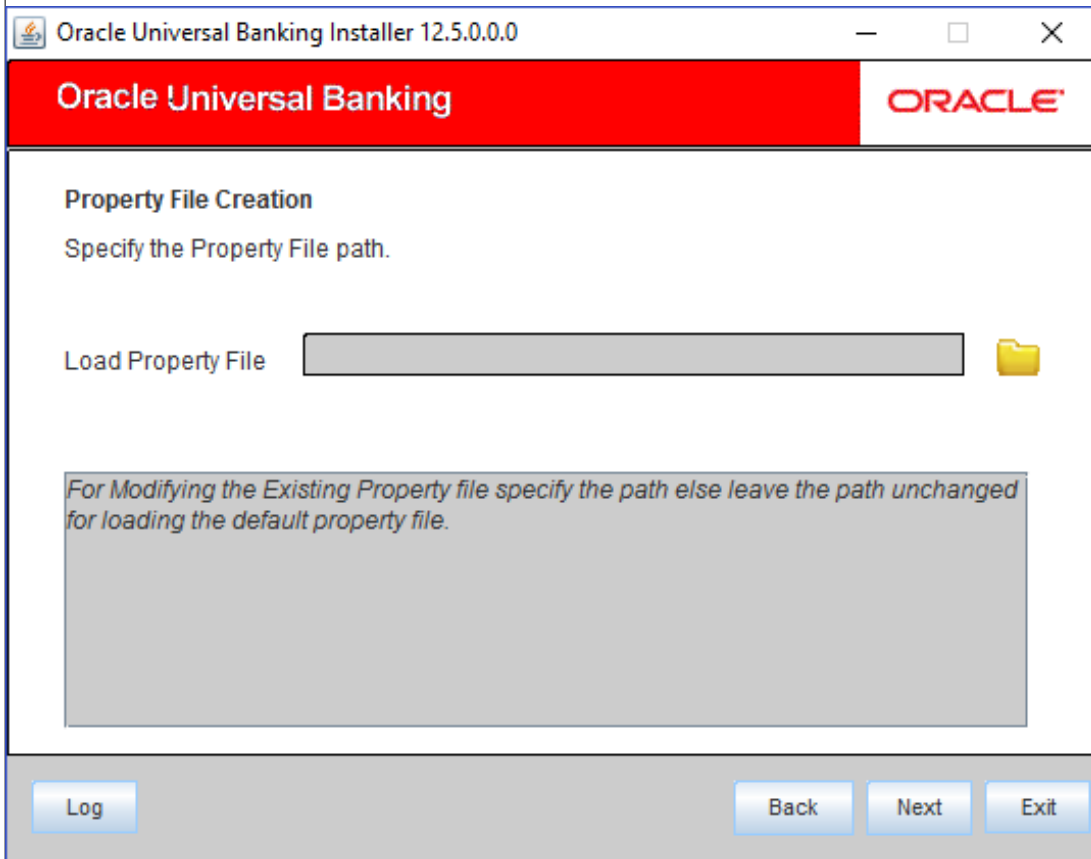 Oracle Universal Banking Installer 12.5.0.0.0
Oracle Universal Banking
ORACLE
Property File Creation
Specify the Property File path.
Load Property File
For Modifying the Existing Property file specify the path else leave the path unchanged
for loading the default property file.
Log
Back
Next
Exit